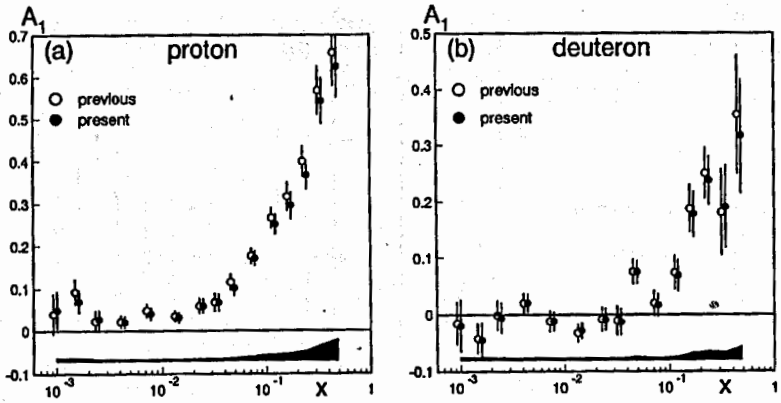 A1
0.7
(a) proton
0.6
previous
0.5
present
0.4
0.3
0.2
0.1
0
-0.1
10^-3
10^-2
10^-1
X
1
A1
0.5
(b) deuteron
0.4
previous
present
0.3
0.2
0.1
0
-0.1
10^-3
10^-2
10^-1
X
1